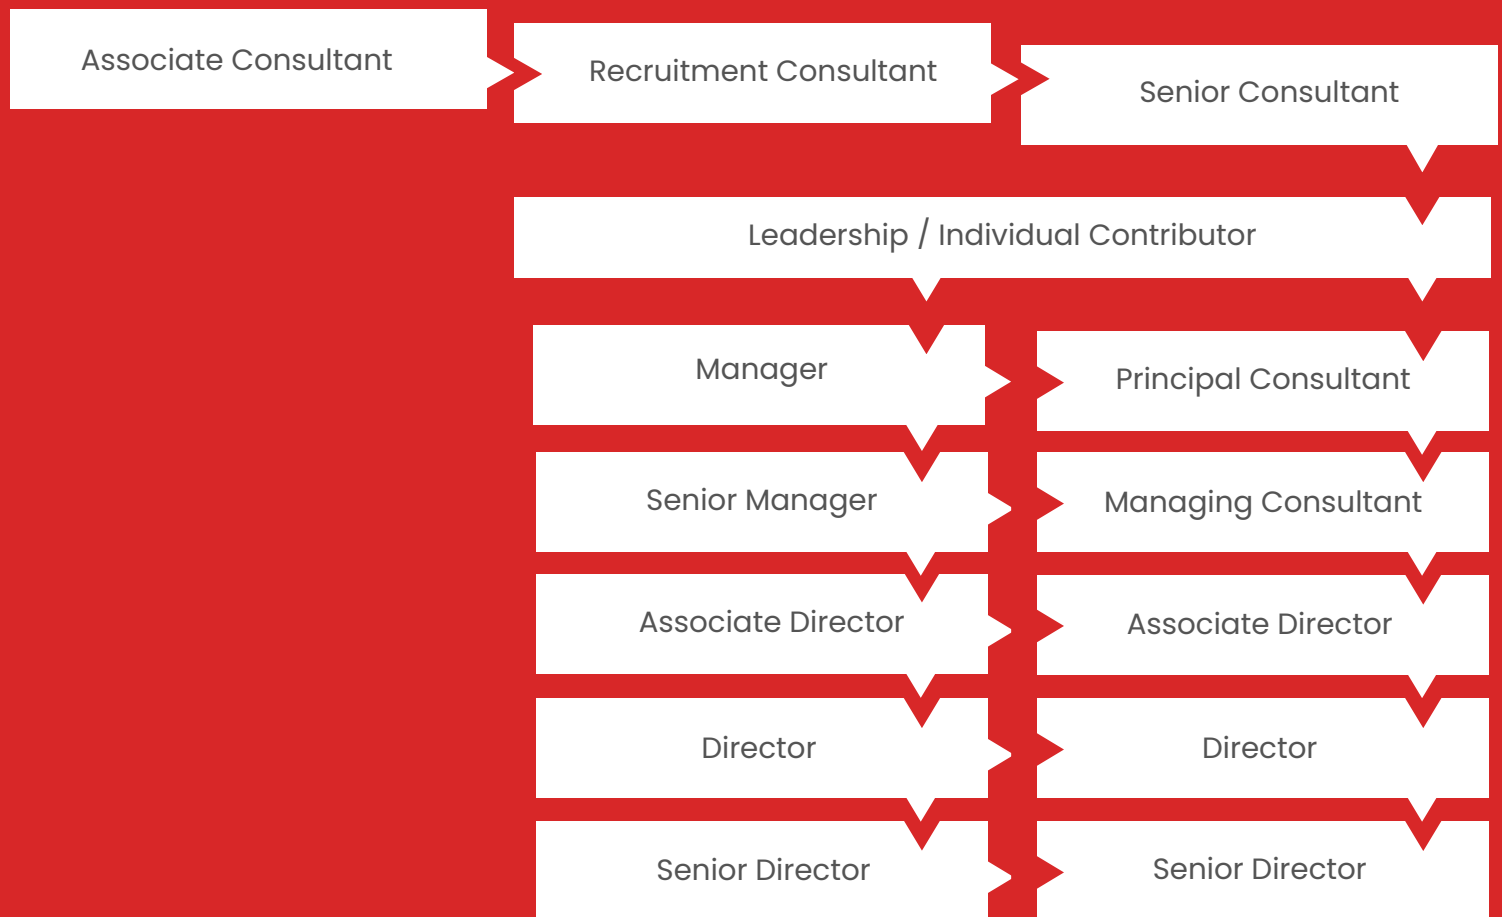 Associate Consultant
Recruitment Consultant
Senior Consultant
Leadership / Individual Contributor
Manager
Principal Consultant
Senior Manager
Managing Consultant
Associate Director
Associate Director
Director
Director
Senior Director
Senior Director